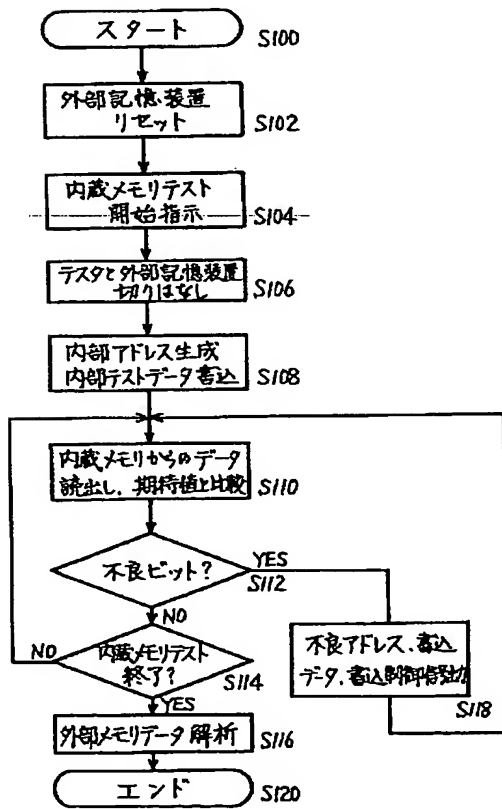 スタート
S100
外部記憶装置
リセット
S102
内蔵メモリテスト
開始指示
S104
テスタと外部記憶装置
切りはなし
S106
内部アドレス生成
内部テストデータ書込
S108
内蔵メモリからのデータ
読出し、期待値と比較
S110
不良ビット?
YES
S112
NO
内蔵メモリテスト
終了?
NO
S114
YES
不良アドレス、書込
データ、書込制御信号出力
S118
外部メモリデータ解析
S116
エンド
S120